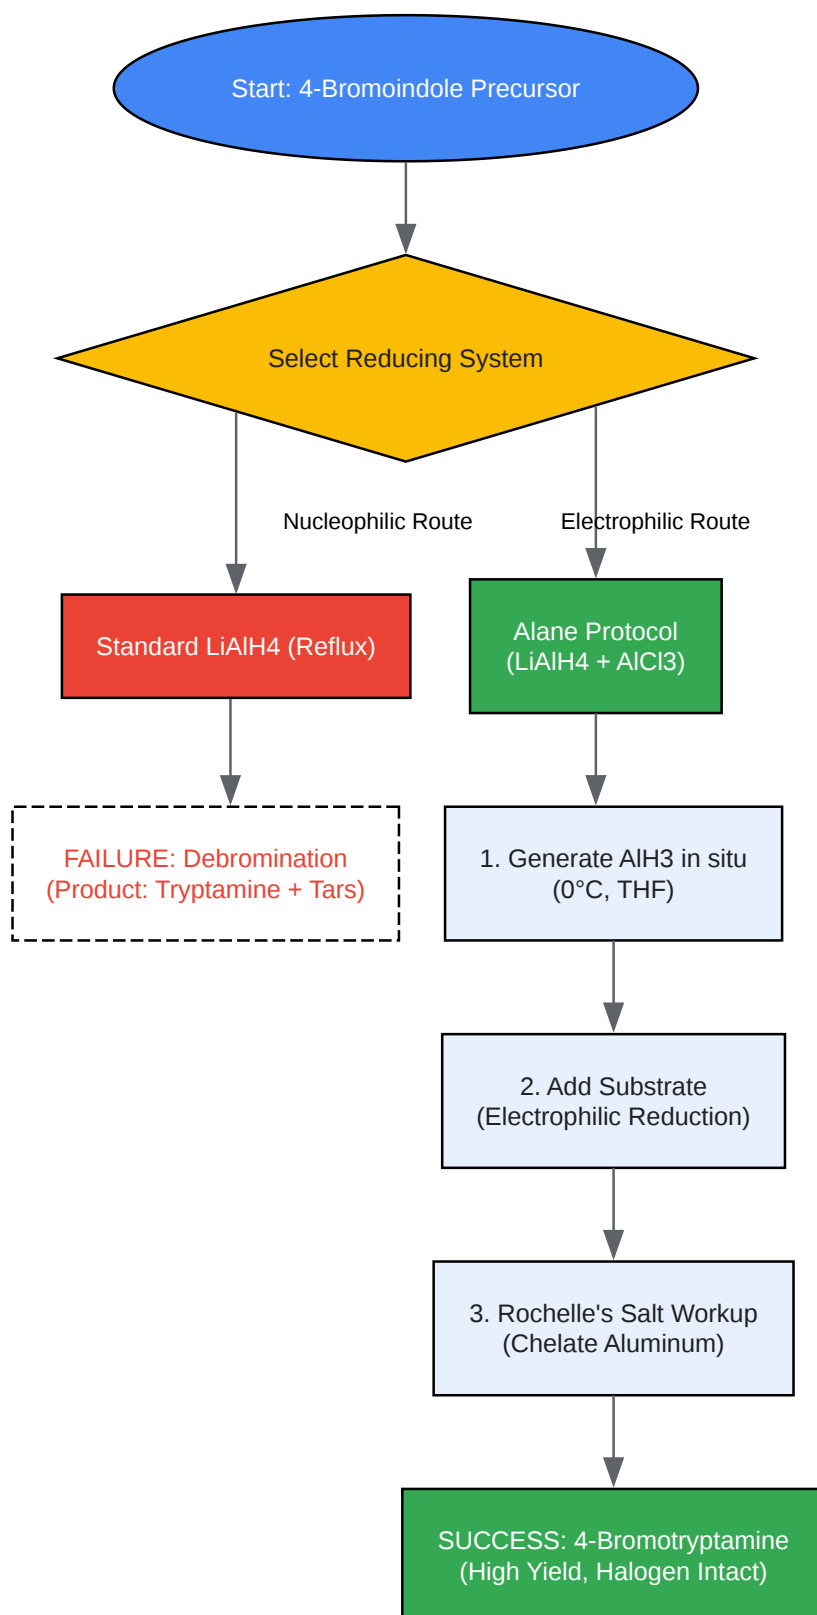 Start: 4-Bromoindole Precursor
Select Reducing System
Nucleophilic Route
Electrophilic Route
Standard LiAlH4 (Reflux)
Alane Protocol
(LiAlH4 + AlCl3)
FAILURE: Debromination
(Product: Tryptamine + Tars)
1. Generate AlH3 in situ
(0°C, THF)
2. Add Substrate
(Electrophilic Reduction)
3. Rochelle's Salt Workup
(Chelate Aluminum)
SUCCESS: 4-Bromotryptamine
(High Yield, Halogen Intact)